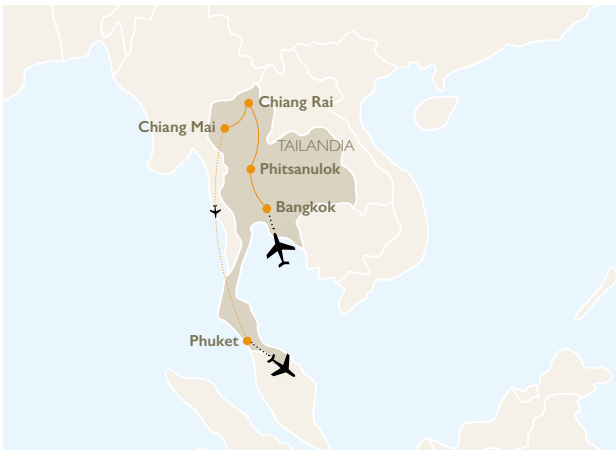 Chiang Rai
Chiang Mai
TAILANDIA
Phitsanulok
Bangkok
Phuket